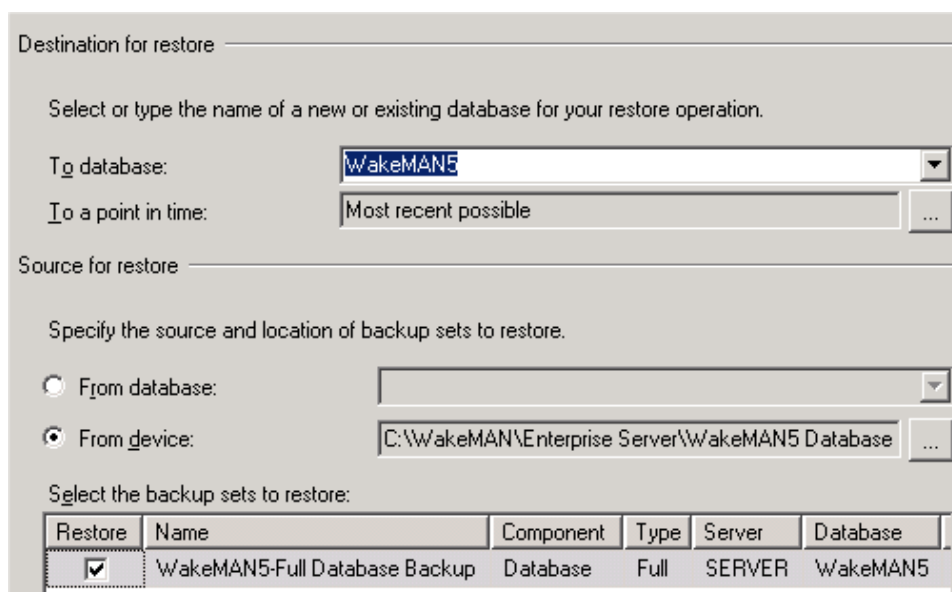 Destination for restore
Select or type the name of a new or existing database for your restore operation.
To database: WakeMAN5
To a point in time: Most recent possible ...
Source for restore
Specify the source and location of backup sets to restore.
From database:
From device: C:\WakeMAN\Enterprise Server\WakeMAN5 Database ...
Select the backup sets to restore:
Restore Name Component Type Server Database
WakeMAN5-Full Database Backup Database Full SERVER WakeMAN5